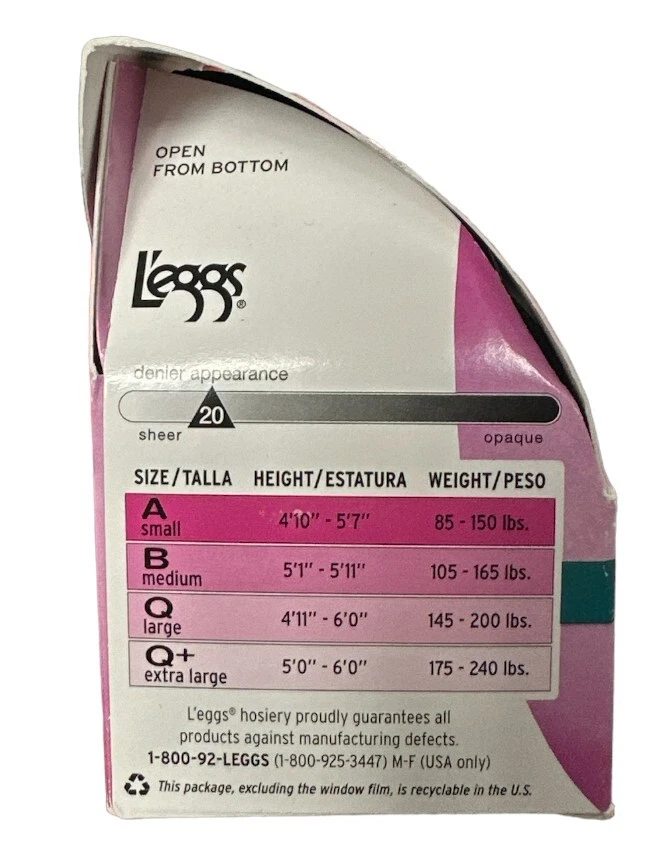 OPEN
FROM BOTTOM
L'eggs®
denier appearance
20
sheer opaque
SIZE/TALLA HEIGHT/ESTATURA WEIGHT/PESO
A
small 4'10" - 5'7" 85 - 150 lbs.
B
medium 5'1" - 5'11" 105 - 165 lbs.
Q
large 4'11" - 6'0" 145 - 200 lbs.
Q+
extra large 5'0" - 6'0" 175 - 240 lbs.
L'eggs® hosiery proudly guarantees all
products against manufacturing defects.
1-800-92-LEGGS (1-800-925-3447) M-F (USA only)
This package, excluding the window film, is recyclable in the U.S.